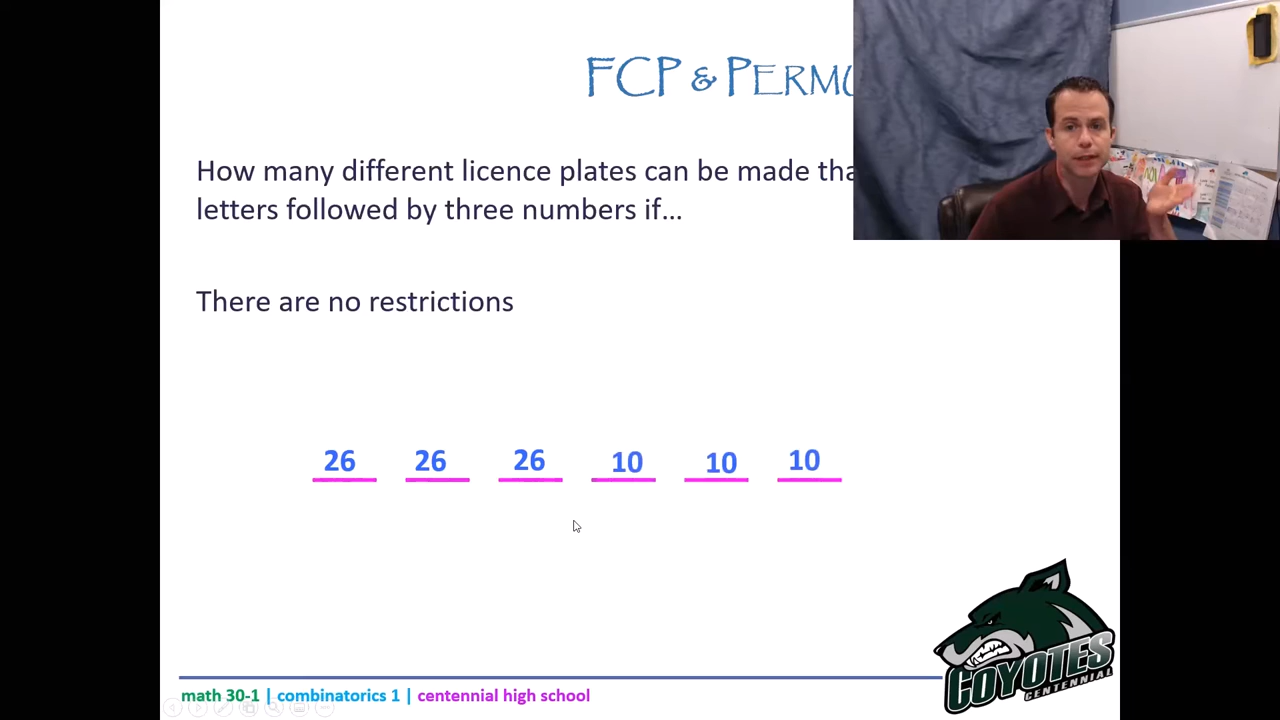 FCP & PERMU
How many different licence plates can be made tha
letters followed by three numbers if...
There are no restrictions
26 26 26 10 10 10
COYOTES
CENTENNIAL
math 30-1 | combinatorics 1 | centennial high school